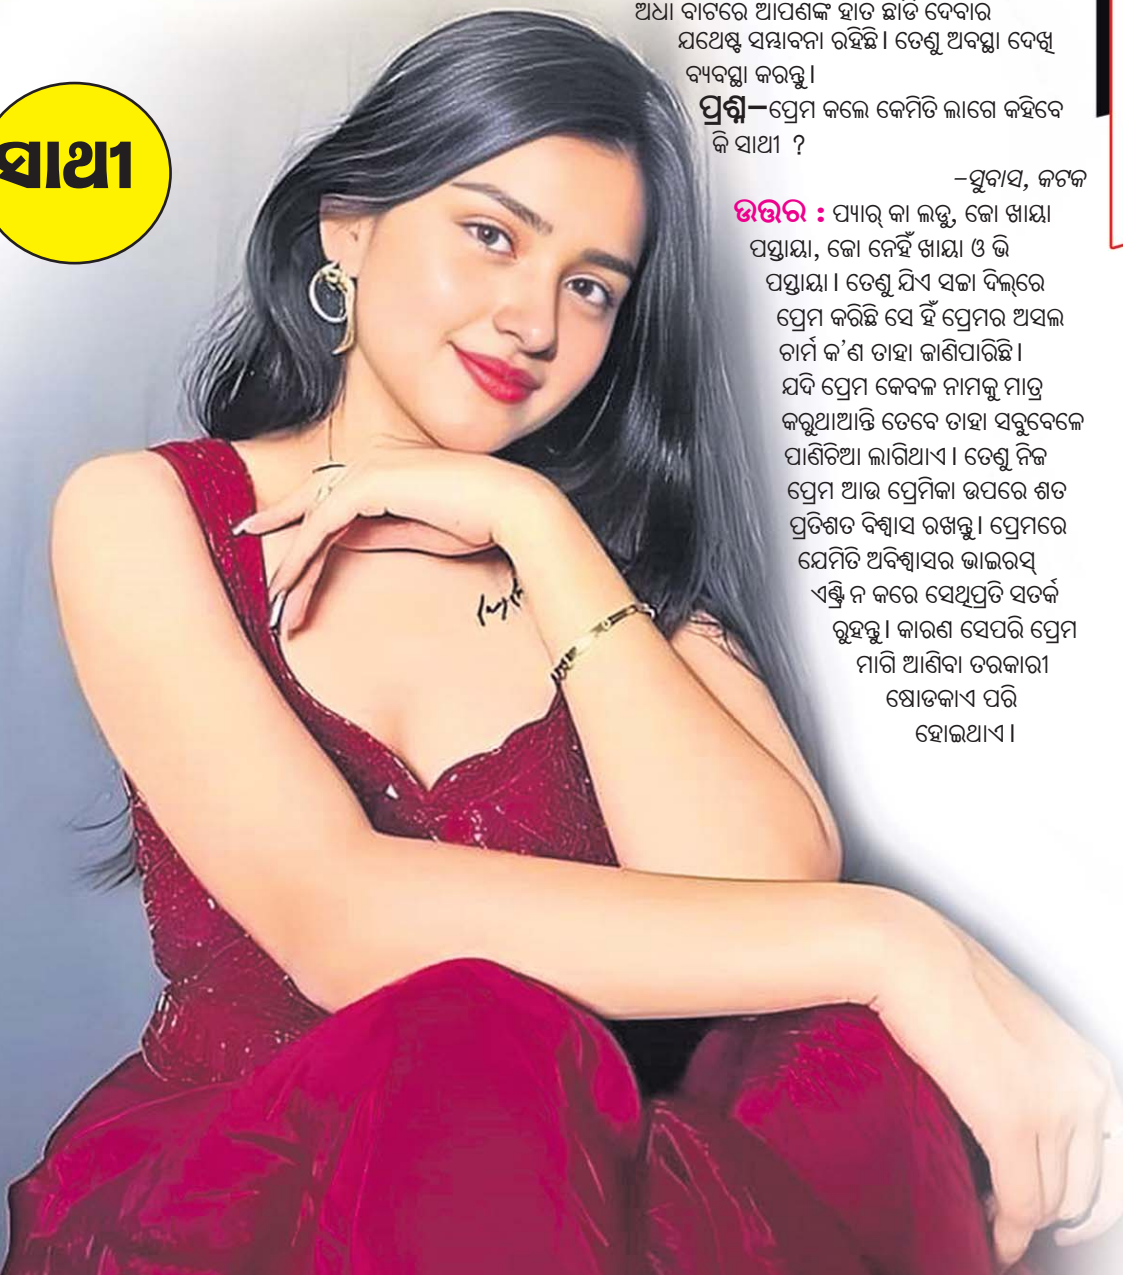 ସାଥୀ
ଅଧା ବାଟରେ ଆପଣଙ୍କ ହାତ ଛାଡି ଦେବାର
ଯଥେଷ୍ଟ ସମ୍ଭାବନା ରହିଛି। ତେଣୁ ଅବସ୍ଥା ଦେଖି
ବ୍ୟବସ୍ଥା କରନ୍ତୁ।
ପ୍ରଶ୍ନ–ପ୍ରେମ କଲେ କେମିତି ଲାଗେ କହିବେ
କି ସାଥୀ ?
–ସୁବାସ, କଟକ
ଉତ୍ତର : ପ୍ୟାର୍ କା ଲଡୁ, ଜୋ ଖାୟା
ପସ୍ତାୟା, ଜୋ ନେହିଁ ଖାୟା ଓ ଭି
ପସ୍ତାୟା। ତେଣୁ ଯିଏ ସଚ୍ଚା ଦିଲ୍‌ରେ
ପ୍ରେମ କରିଛି ସେ ହିଁ ପ୍ରେମର ଅସଲ
ଚାର୍ମ କ'ଣ ତାହା ଜାଣିପାରିଛି।
ଯଦି ପ୍ରେମ କେବଳ ନାମକୁ ମାତ୍ର
କରୁଥାଆନ୍ତି ତେବେ ତାହା ସବୁବେଳେ
ପାଣିଚିଆ ଲାଗିଥାଏ। ତେଣୁ ନିଜ
ପ୍ରେମ ଆଉ ପ୍ରେମିକା ଉପରେ ଶତ
ପ୍ରତିଶତ ବିଶ୍ୱାସ ରଖନ୍ତୁ। ପ୍ରେମରେ
ଯେମିତି ଅବିଶ୍ୱାସର ଭାଇରସ୍
ଏଣ୍ଟ୍ରି ନ କରେ ସେଥିପ୍ରତି ସତର୍କ
ରୁହନ୍ତୁ। କାରଣ ସେପରି ପ୍ରେମ
ମାଗି ଆଣିବା ତରକାରୀ
ଷୋଡକାଏ ପରି
ହୋଇଥାଏ।